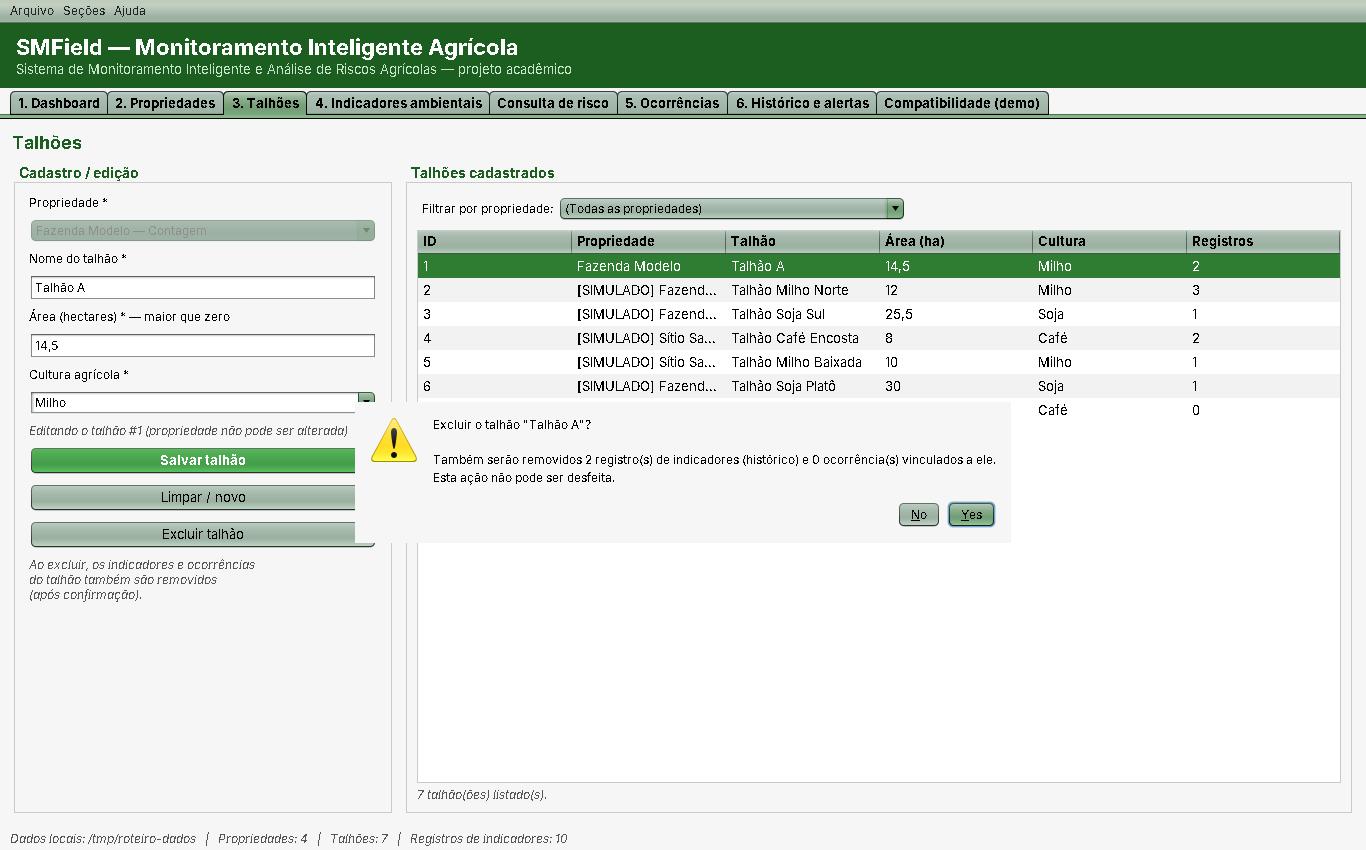 Arquivo Seções Ajuda
SMField — Monitoramento Inteligente Agrícola
Sistema de Monitoramento Inteligente e Análise de Riscos Agrícolas — projeto acadêmico
1. Dashboard 2. Propriedades 3. Talhões 4. Indicadores ambientais Consulta de risco 5. Ocorrências 6. Histórico e alertas Compatibilidade (demo)
Talhões
Cadastro / edição
Propriedade *
Fazenda Modelo — Contagem
Nome do talhão *
Talhão A
Área (hectares) * — maior que zero
14,5
Cultura agrícola *
Milho
Editando o talhão #1 (propriedade não pode ser alterada)
Salvar talhão
Limpar / novo
Excluir talhão
Ao excluir, os indicadores e ocorrências
do talhão também são removidos
(após confirmação).
Talhões cadastrados
Filtrar por propriedade: (Todas as propriedades)
ID Propriedade Talhão Área (ha) Cultura Registros
1 Fazenda Modelo Talhão A 14,5 Milho 2
2 [SIMULADO] Fazend... Talhão Milho Norte 12 Milho 3
3 [SIMULADO] Fazend... Talhão Soja Sul 25,5 Soja 1
4 [SIMULADO] Sítio Sa... Talhão Café Encosta 8 Café 2
5 [SIMULADO] Sítio Sa... Talhão Milho Baixada 10 Milho 1
6 [SIMULADO] Fazend... Talhão Soja Platô 30 Soja 1
Café 0
Excluir o talhão "Talhão A"?
Também serão removidos 2 registro(s) de indicadores (histórico) e 0 ocorrência(s) vinculados a ele.
Esta ação não pode ser desfeita.
No Yes
7 talhão(ões) listado(s).
Dados locais: /tmp/roteiro-dados | Propriedades: 4 | Talhões: 7 | Registros de indicadores: 10